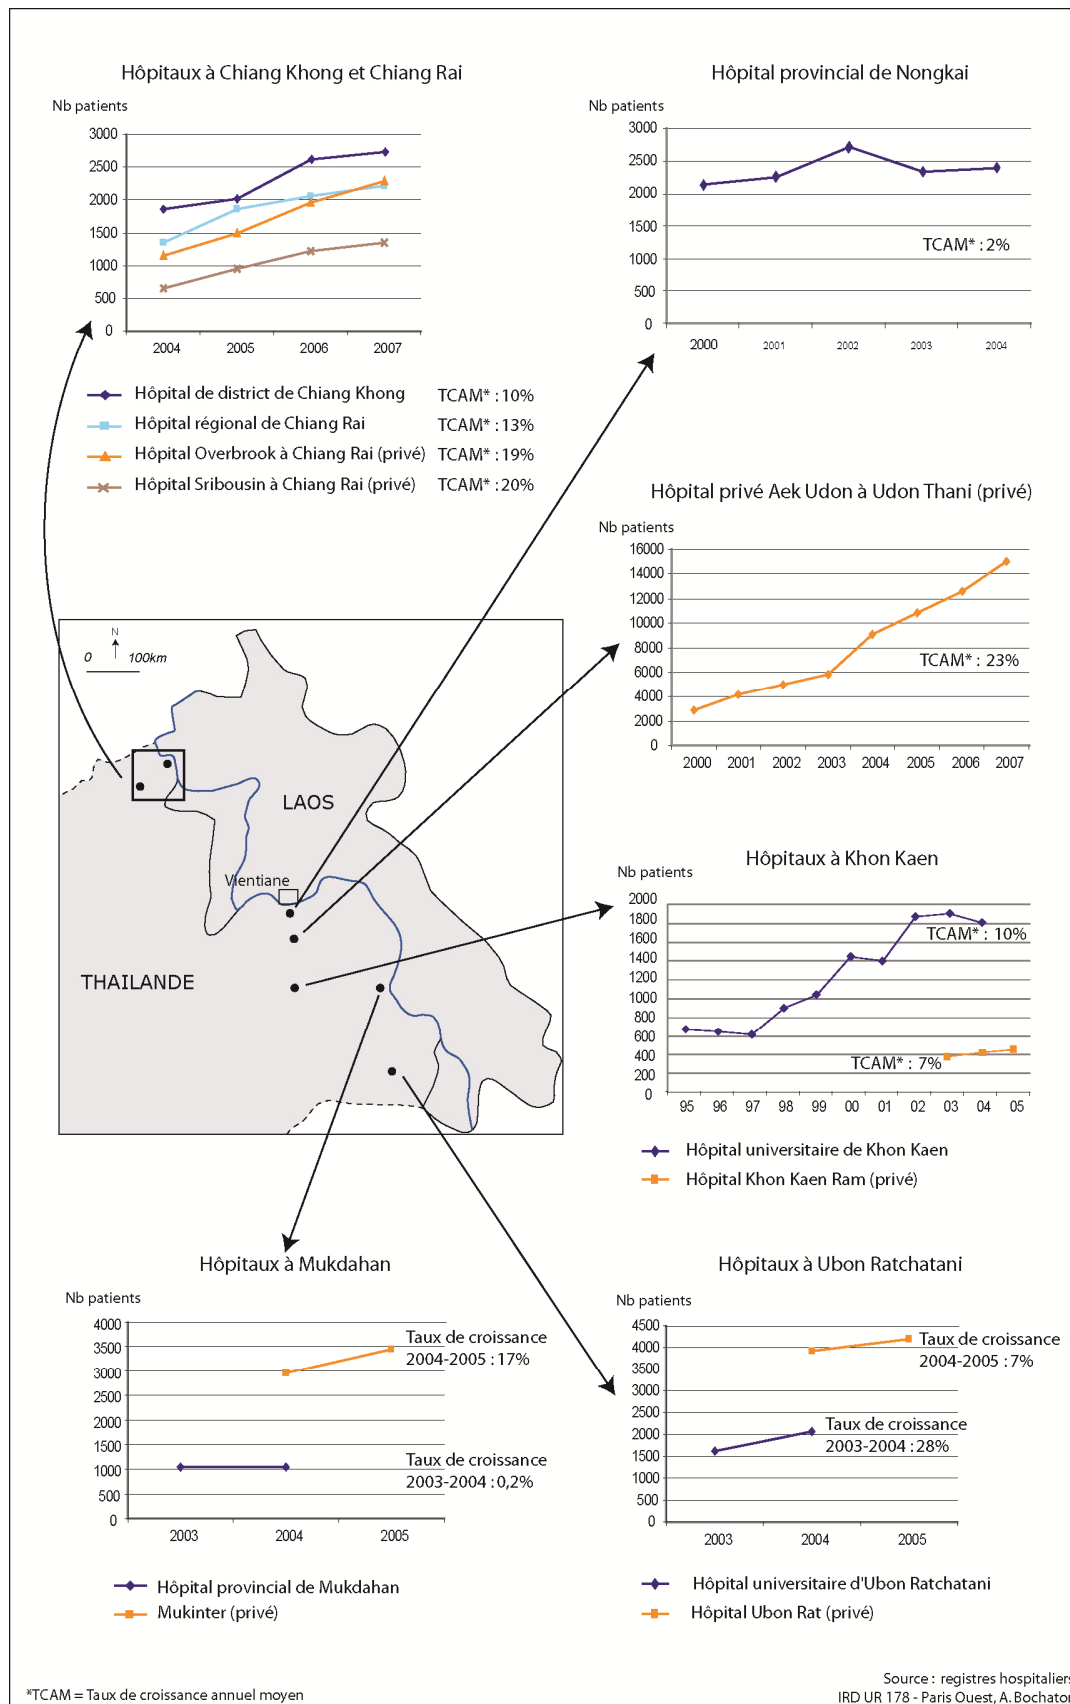 Hôpitaux à Chiang Khong et Chiang Rai
Nb patients
3000
2500
2000
1500
1000
500
0
2004 2005 2006 2007
Hôpital de district de Chiang Khong TCAM* : 10%
Hôpital régional de Chiang Rai TCAM* : 13%
Hôpital Overbrook à Chiang Rai (privé) TCAM* : 19%
Hôpital Sribousin à Chiang Rai (privé) TCAM* : 20%
Hôpital provincial de Nongkai
3000
2500
2000
1500
1000
500
0
TCAM* : 2%
2000 2001 2002 2003 2004
Hôpital privé Aek Udon à Udon Thani (privé)
Nb patients
16000
14000
12000
10000
8000
6000
4000
2000
0
TCAM* : 23%
2000 2001 2002 2003 2004 2005 2006 2007
N
0 100km
LAOS
Vientiane
THAILANDE
Hôpitaux à Khon Kaen
Nb patients
2000
1800
1600
1400
1200
1000
800
600
400
200
0
TCAM* : 10%
TCAM* : 7%
95 96 97 98 99 00 01 02 03 04 05
Hôpital universitaire de Khon Kaen
Hôpital Khon Kaen Ram (privé)
Hôpitaux à Mukdahan
Nb patients
4000
3500
3000
2500
2000
1500
1000
500
0
Taux de croissance
2004-2005 : 17%
Taux de croissance
2003-2004 : 0,2%
2003 2004 2005
Hôpital provincial de Mukdahan
Mukinter (privé)
Hôpitaux à Ubon Ratchatani
Nb patients
4500
4000
3500
3000
2500
2000
1500
1000
500
0
Taux de croissance
2004-2005 : 7%
Taux de croissance
2003-2004 : 28%
2003 2004 2005
Hôpital universitaire d'Ubon Ratchatani
Hôpital Ubon Rat (privé)
*TCAM = Taux de croissance annuel moyen
Source : registres hospitaliers
IRD UR 178 - Paris Ouest, A. Bochaton